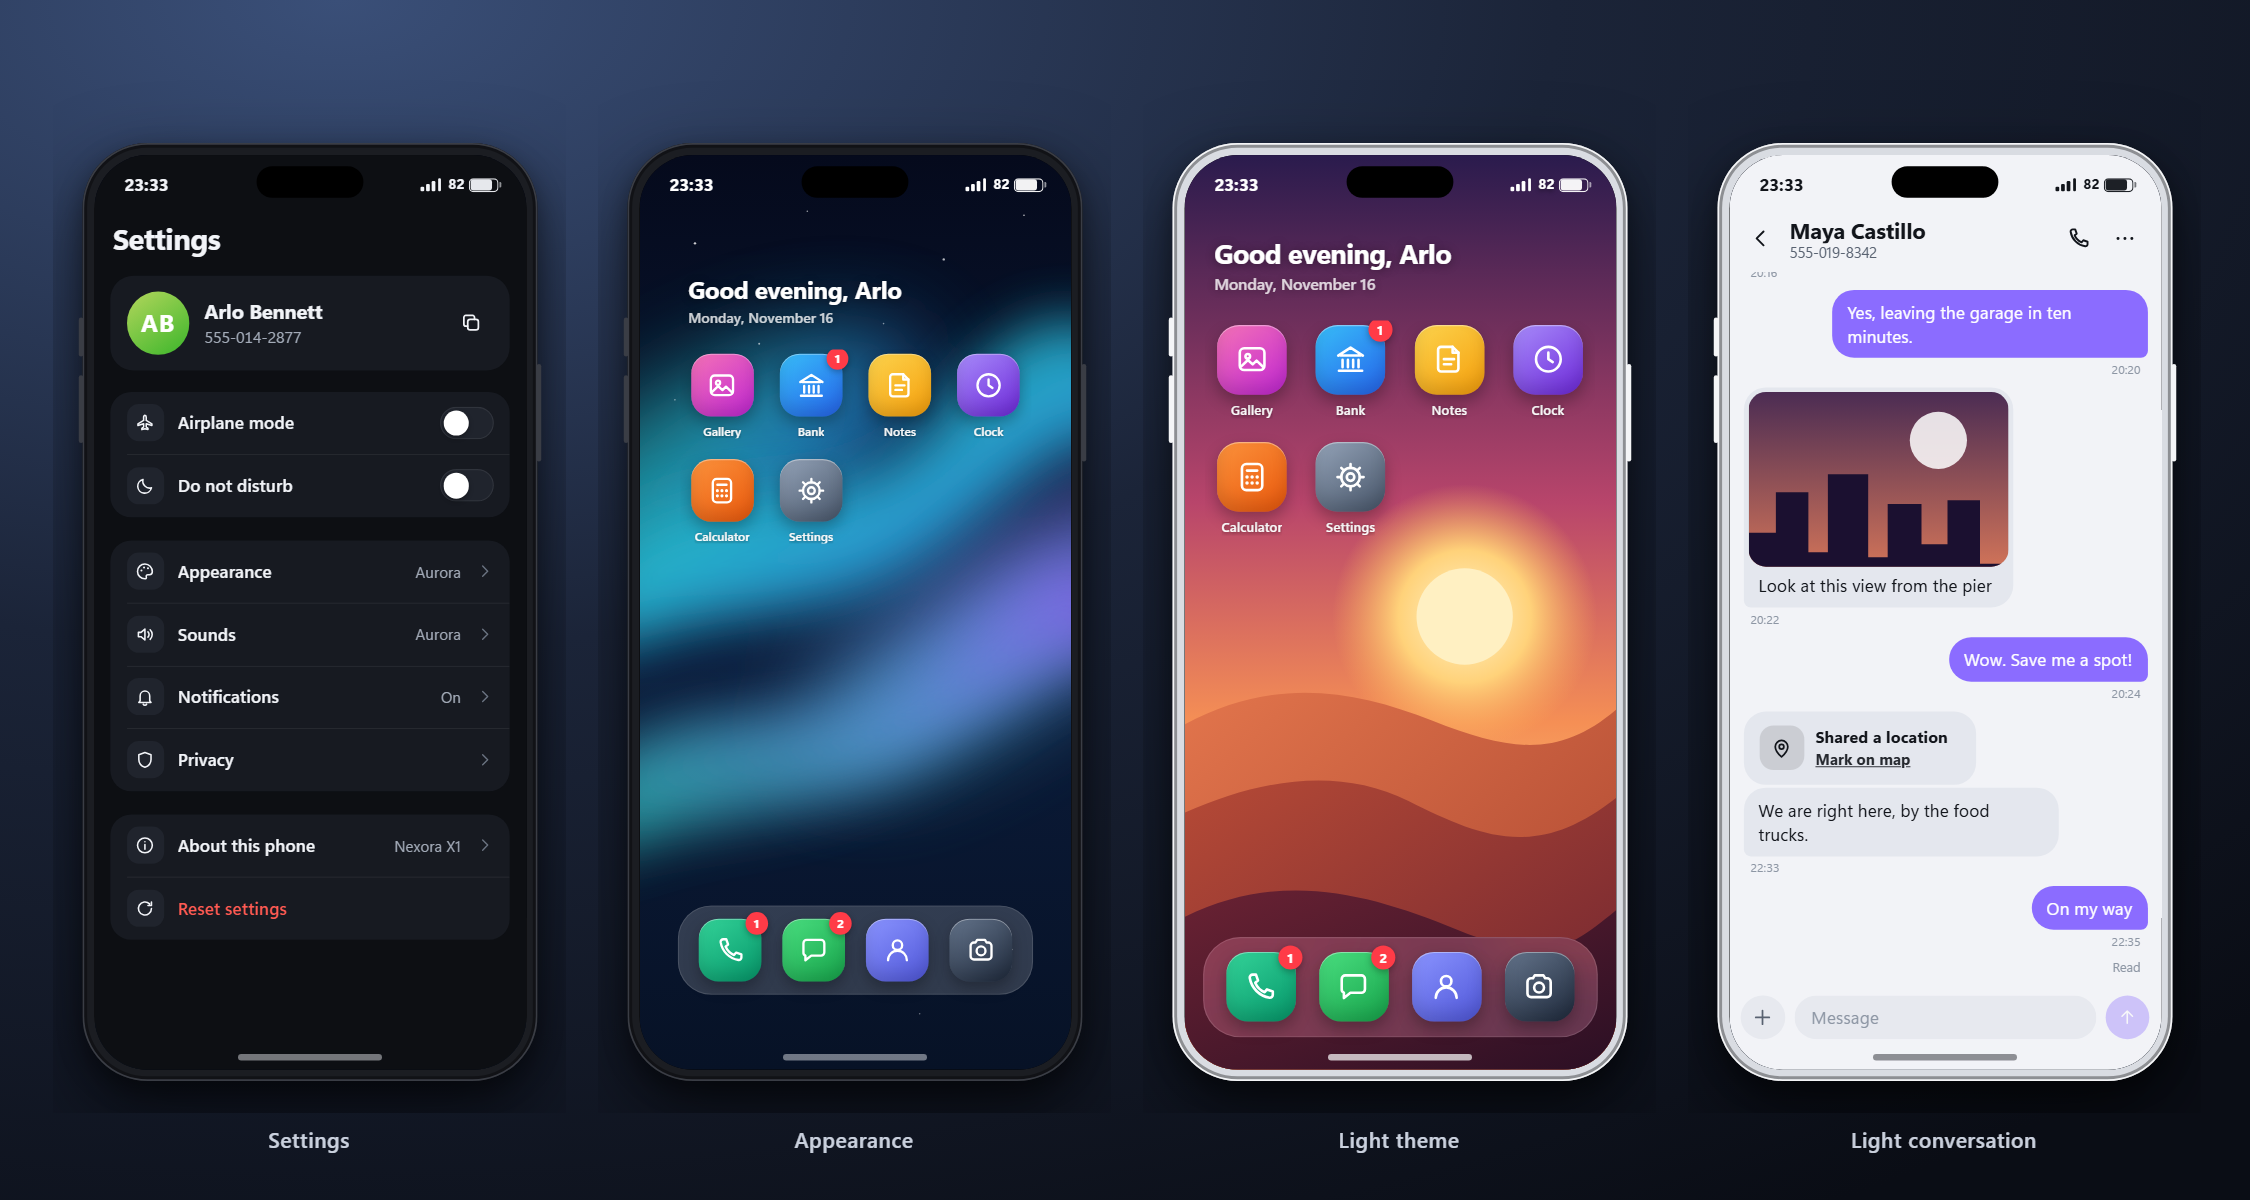 23:33
82
Settings
AB
Arlo Bennett
555-014-2877
Airplane mode
Do not disturb
Appearance
Aurora
Sounds
Aurora
Notifications
On
Privacy
About this phone
Nexora X1
Reset settings
Settings
23:33
82
Good evening, Arlo
Monday, November 16
1
Gallery
Bank
Notes
Clock
Calculator
Settings
1
2
Appearance
23:33
82
Good evening, Arlo
Monday, November 16
1
Gallery
Bank
Notes
Clock
Calculator
Settings
1
2
Light theme
23:33
82
Maya Castillo
555-019-8342
20:16
Yes, leaving the garage in ten
minutes.
20:20
Look at this view from the pier
20:22
Wow. Save me a spot!
20:24
Shared a location
Mark on map
We are right here, by the food
trucks.
22:33
On my way
22:35
Read
Message
Light conversation